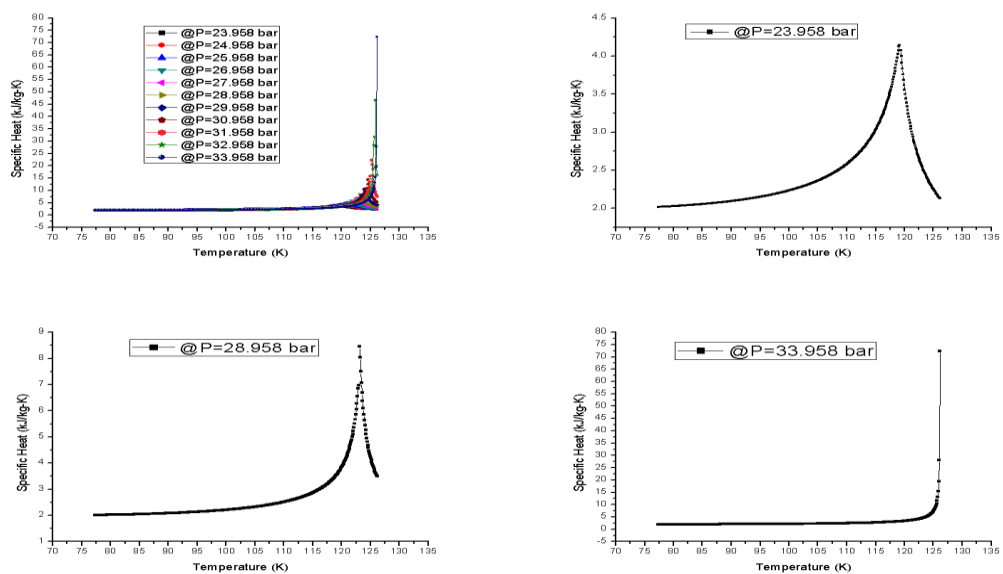 80
75
70
65
60
55
50
45
40
35
30
25
20
15
10
5
0
-5
Specific Heat (kJ/kg-K)
@P=23.958 bar
@P=24.958 bar
@P=25.958 bar
@P=26.958 bar
@P=27.958 bar
@P=28.958 bar
@P=29.958 bar
@P=30.958 bar
@P=31.958 bar
@P=32.958 bar
@P=33.958 bar
70 75 80 85 90 95 100 105 110 115 120 125 130 135
Temperature (K)
4.5
4.0
3.5
3.0
2.5
2.0
Specific Heat (kJ/kg-K)
@P=23.958 bar
70 75 80 85 90 95 100 105 110 115 120 125 130 135
Temperature (K)
9
8
7
6
5
4
3
2
1
Specific Heat (kJ/kg-K)
@P=28.958 bar
70 75 80 85 90 95 100 105 110 115 120 125 130 135
Temperature (K)
80
75
70
65
60
55
50
45
40
35
30
25
20
15
10
5
0
-5
Specific Heat (kJ/kg-K)
@P=33.958 bar
70 75 80 85 90 95 100 105 110 115 120 125 130 135
Temperature (K)